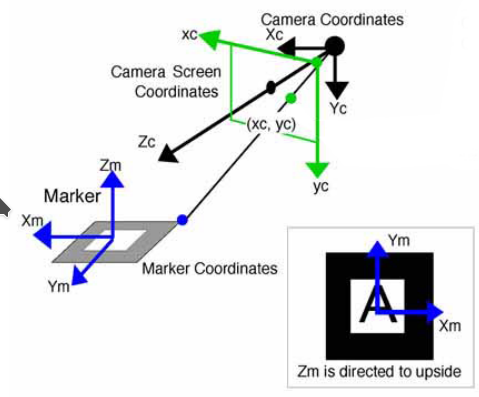 Camera Coordinates
xc
Xc
Camera Screen
Coordinates
Yc
(xc, yc)
Zc
Zm
yc
Marker
Xm
Marker Coordinates
Ym
Ym
A
Xm
Zm is directed to upside